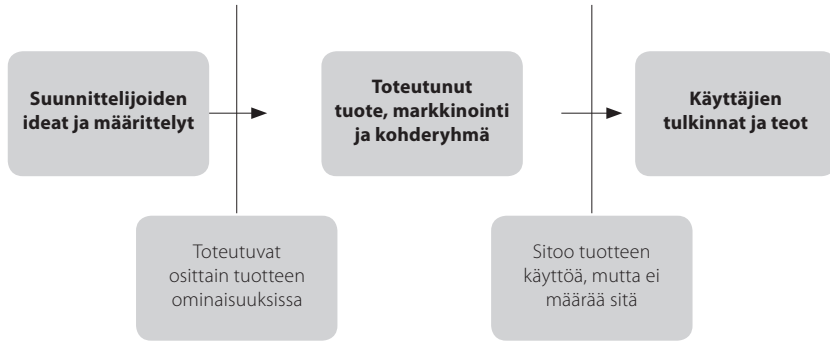 Suunnittelijoiden
ideat ja määrittelyt
Toteutunut
tuote, markkinointi
ja kohderyhmä
Käyttäjien
tulkinnat ja teot
Toteutuvat
osittain tuotteen
ominaisuuksissa
Sitoo tuotteen
käyttöä, mutta ei
määrää sitä